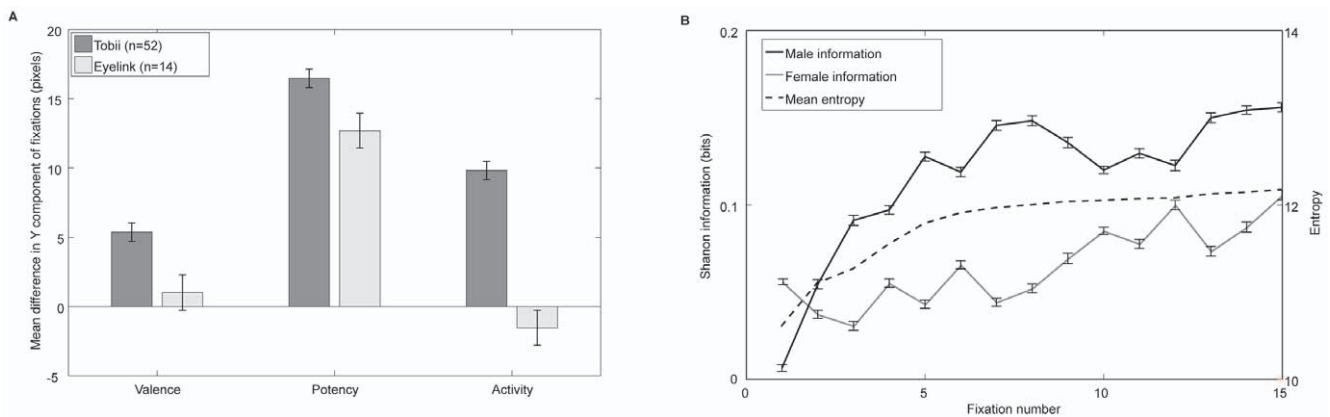 A
Mean difference in Y component of fixations (pixels)
20
15
10
5
0
-5
Tobii (n=52)
Eyelink (n=14)
Valence
Potency
Activity
B
Shanon information (bits)
0.2
0.1
0
Male information
Female information
Mean entropy
14
12
10
Entropy
0
5
10
15
Fixation number